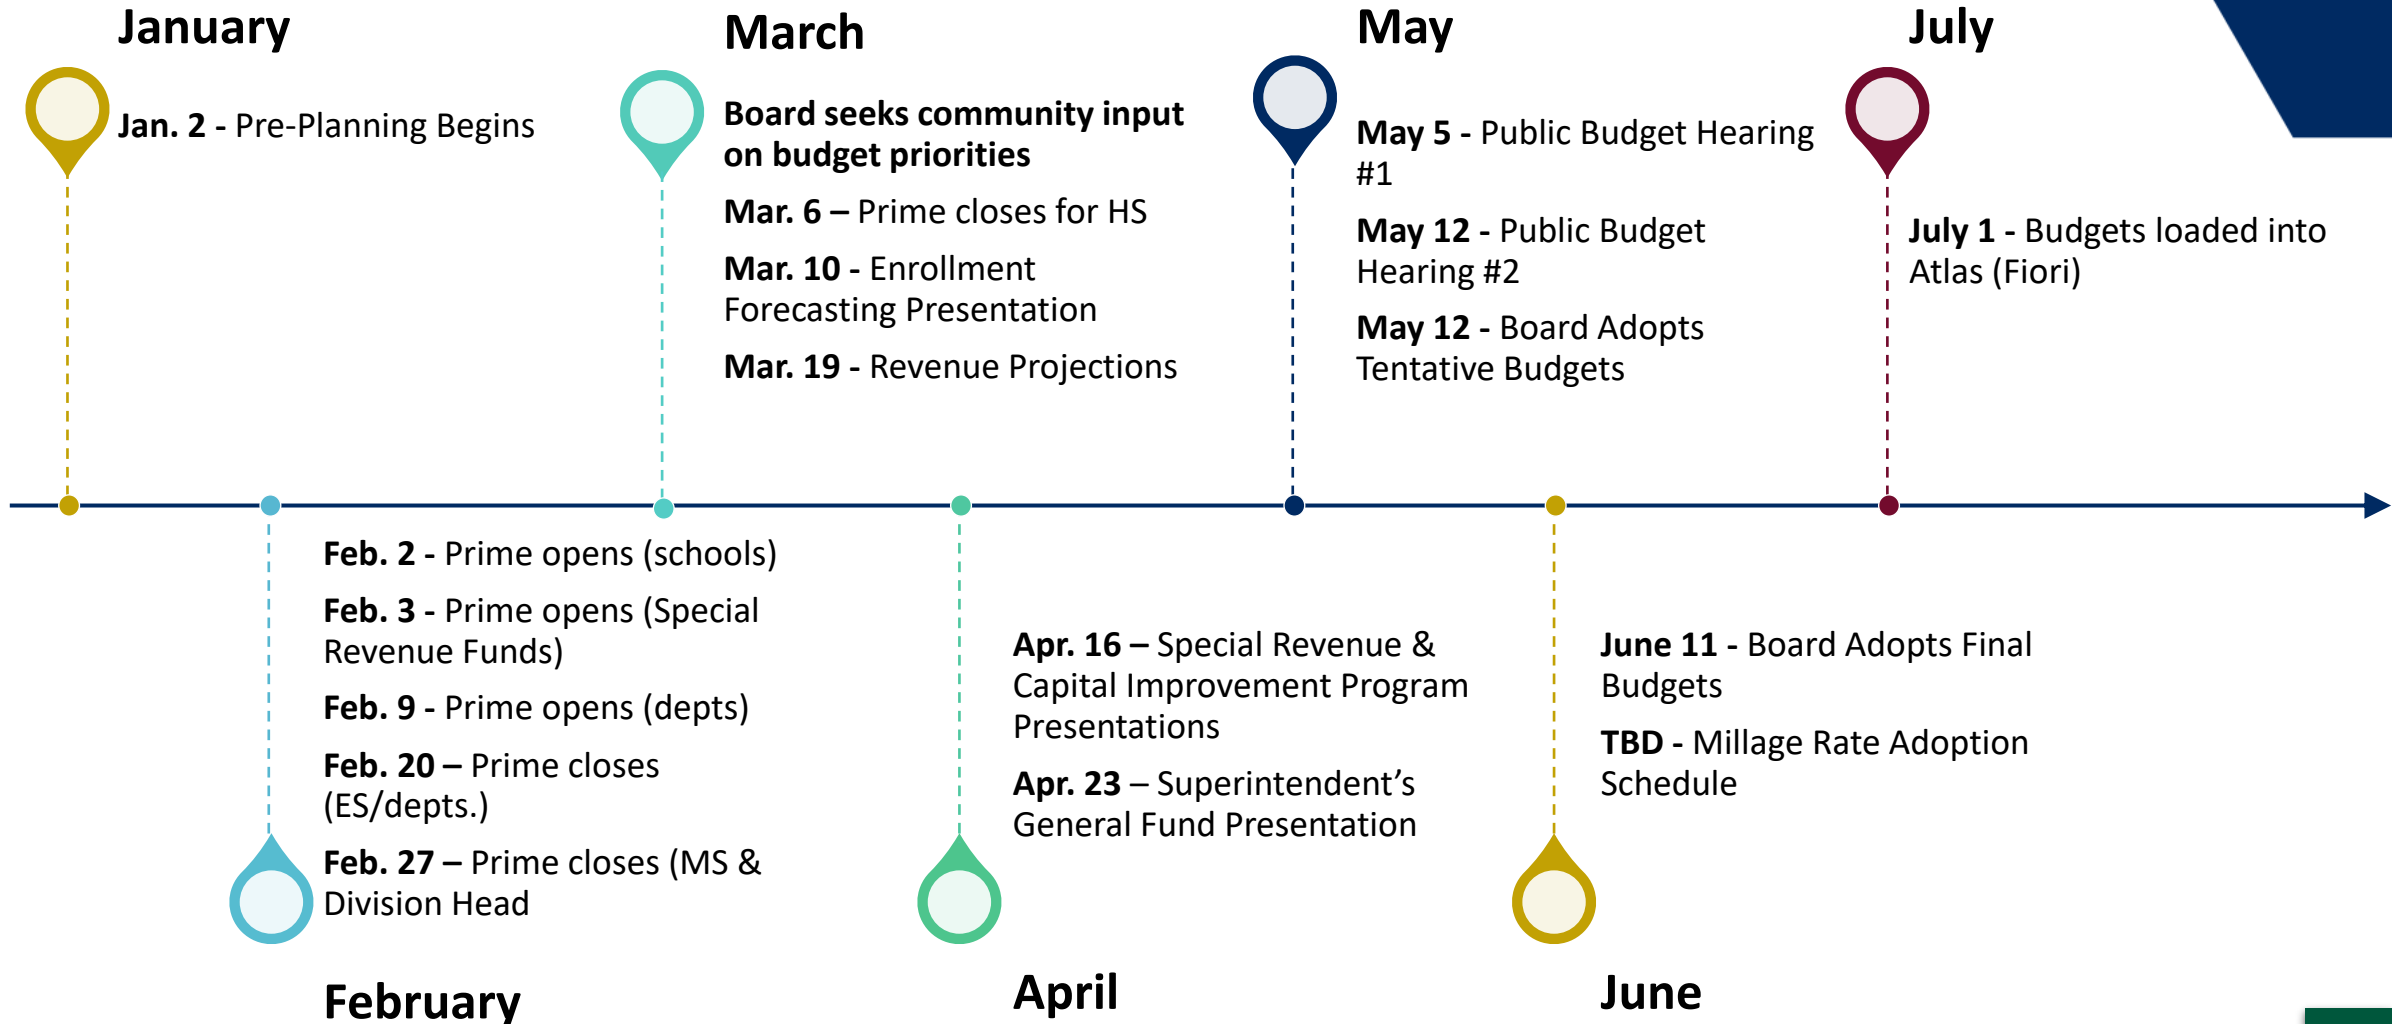 January
Jan. 2 - Pre-Planning Begins
March
Board seeks community input
on budget priorities
Mar. 6 – Prime closes for HS
Mar. 10 - Enrollment
Forecasting Presentation
Mar. 19 - Revenue Projections
May
May 5 - Public Budget Hearing
#1
May 12 - Public Budget
Hearing #2
May 12 - Board Adopts
Tentative Budgets
July
July 1 - Budgets loaded into
Atlas (Fiori)
Feb. 2 - Prime opens (schools)
Feb. 3 - Prime opens (Special
Revenue Funds)
Feb. 9 - Prime opens (depts)
Feb. 20 – Prime closes
(ES/depts.)
Feb. 27 – Prime closes (MS &
Division Head
February
Apr. 16 – Special Revenue &
Capital Improvement Program
Presentations
Apr. 23 – Superintendent’s
General Fund Presentation
April
June 11 - Board Adopts Final
Budgets
TBD - Millage Rate Adoption
Schedule
June